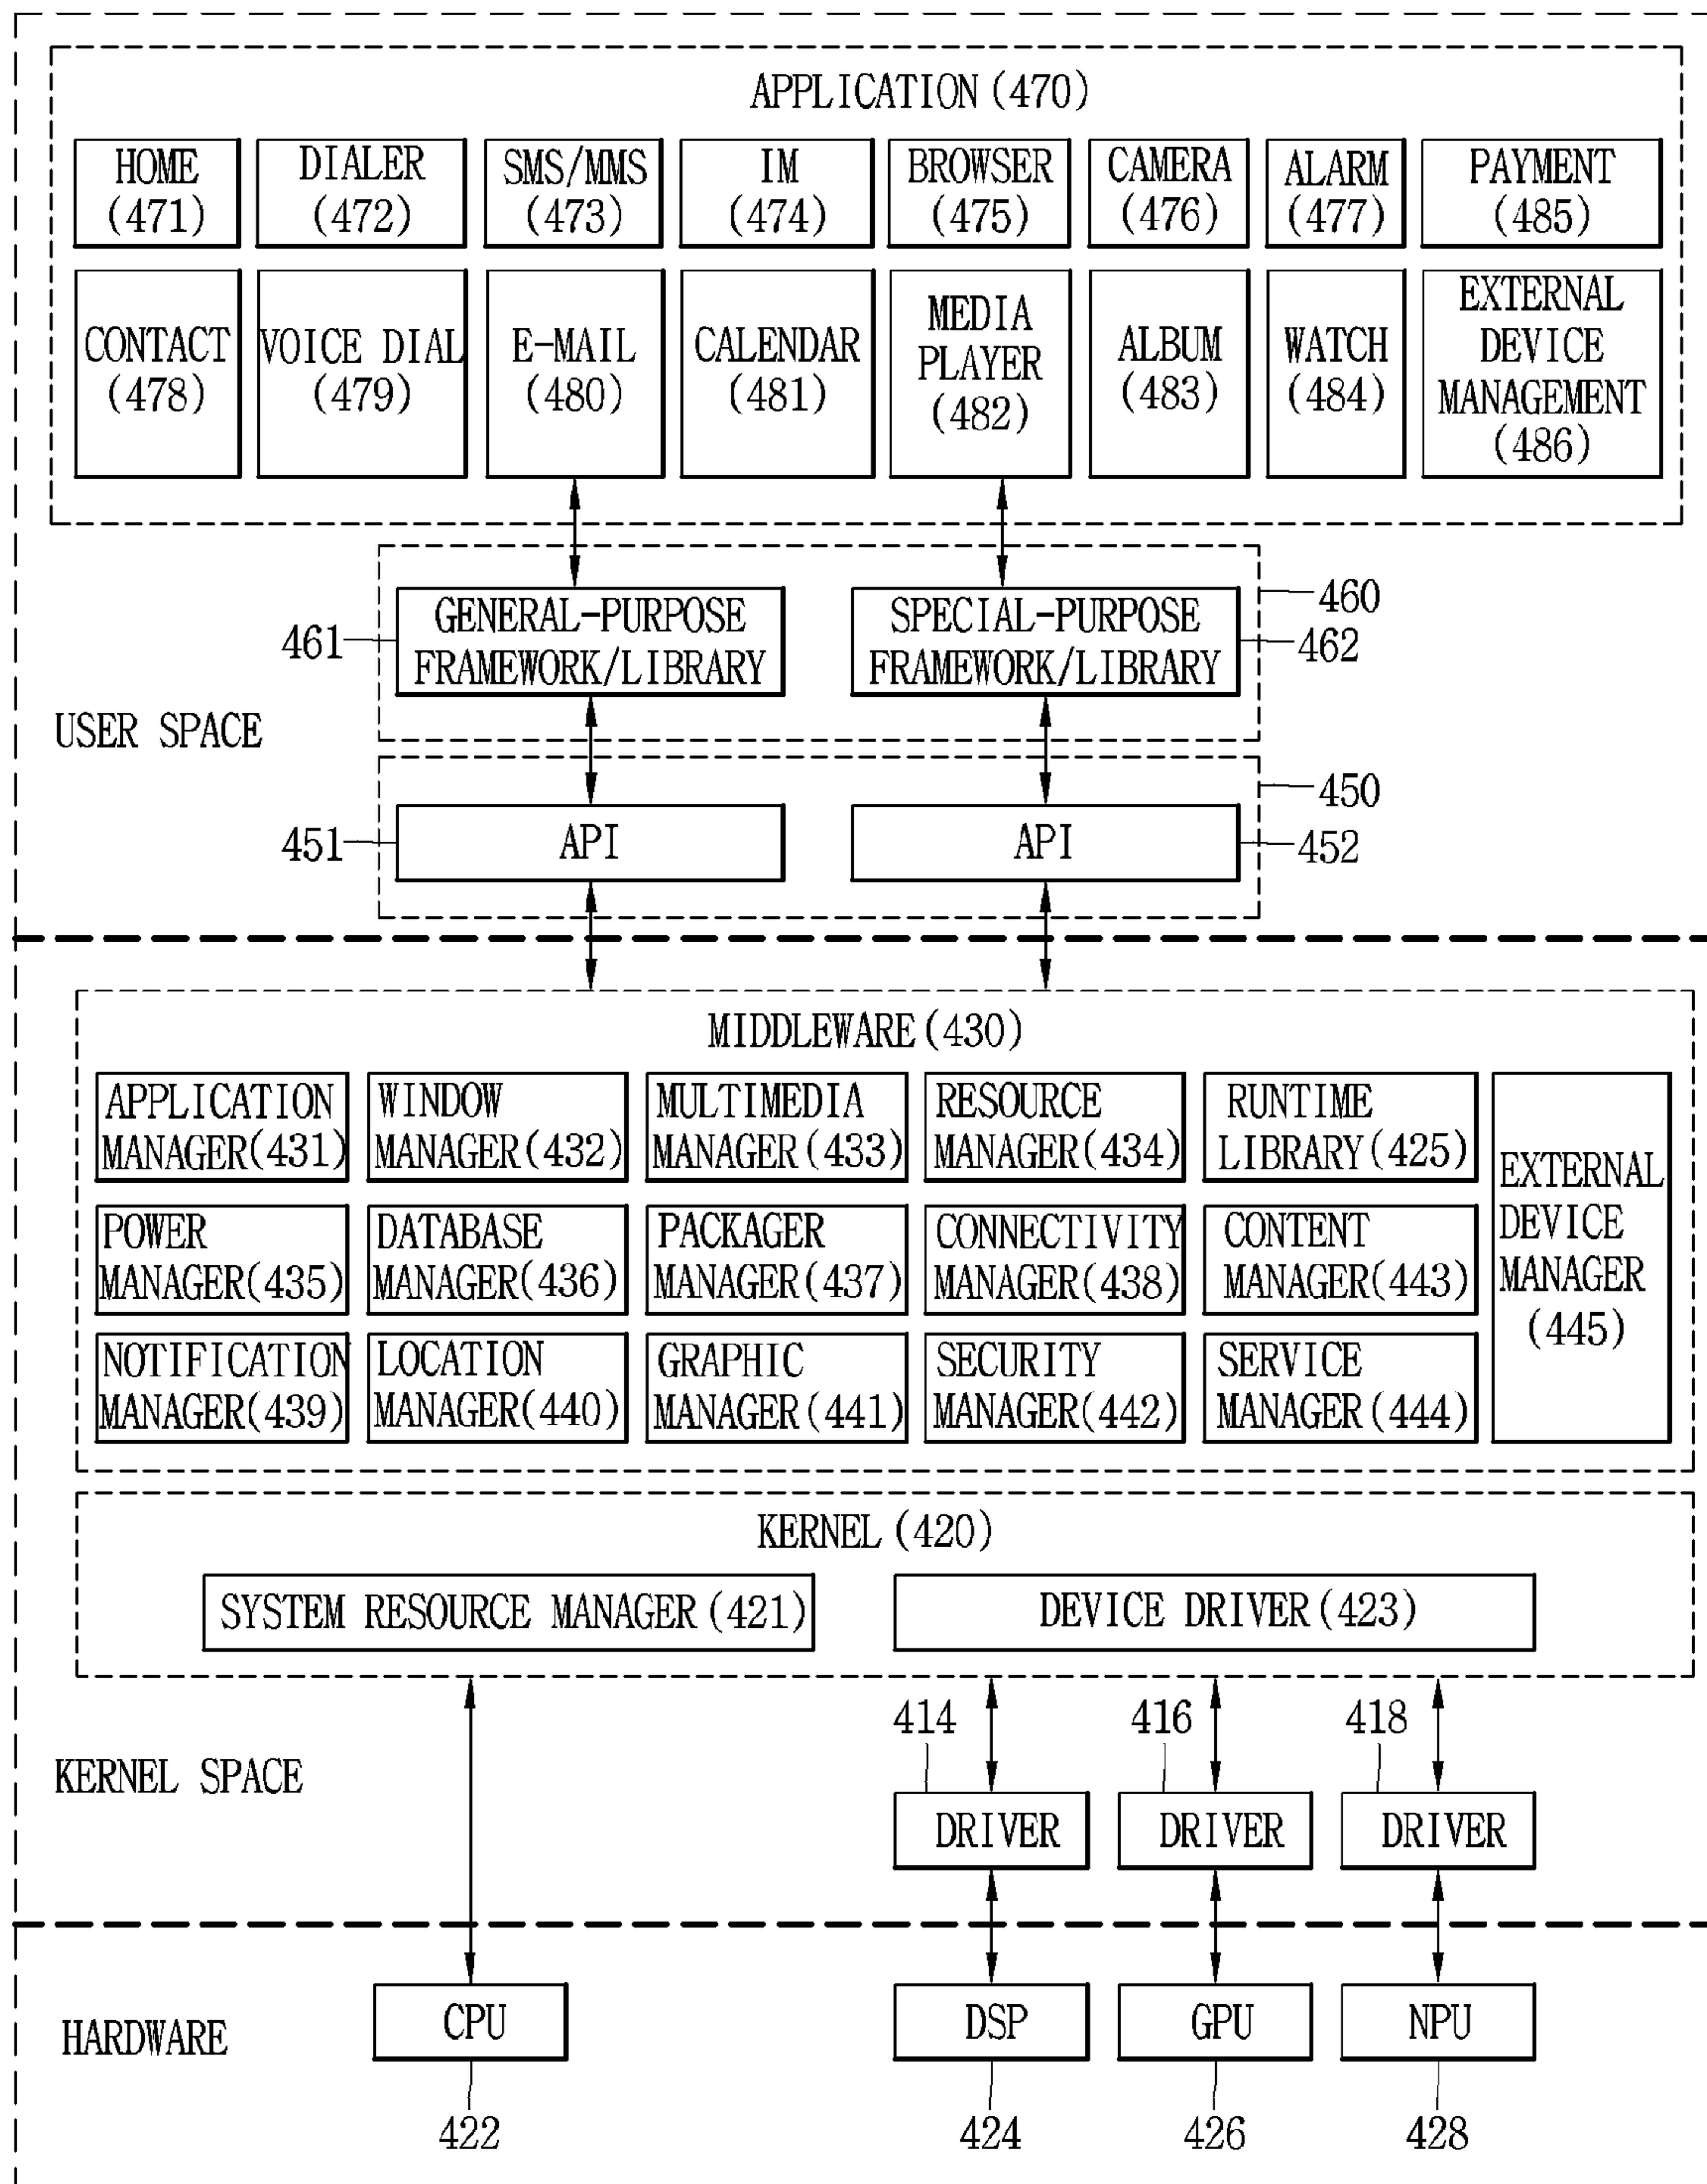 APPLICATION(470)
HOME
(471)
DIALER
(472)
SMS/MMS
(473)
IM
(474)
BROWSER
(475)
CAMERA
(476)
ALARM
(477)
PAYMENT
(485)
CONTACT
(478)
VOICE DIAL
(479)
E-MAIL
(480)
CALENDAR
(481)
MEDIA
PLAYER
(482)
ALBUM
(483)
WATCH
(484)
EXTERNAL
DEVICE
MANAGEMENT
(486)
460
461
GENERAL-PURPOSE
FRAMEWORK/LIBRARY
SPECIAL-PURPOSE
FRAMEWORK/LIBRARY
462
USER SPACE
450
451
API
API
452
MIDDLEWARE(430)
APPLICATION
MANAGER(431)
WINDOW
MANAGER(432)
MULTIMEDIA
MANAGER(433)
RESOURCE
MANAGER(434)
RUNTIME
LIBRARY(425)
EXTERNAL
DEVICE
MANAGER
(445)
POWER
MANAGER(435)
DATABASE
MANAGER(436)
PACKAGER
MANAGER(437)
CONNECTIVITY
MANAGER(438)
CONTENT
MANAGER(443)
NOTIFICATION
MANAGER(439)
LOCATION
MANAGER(440)
GRAPHIC
MANAGER(441)
SECURITY
MANAGER(442)
SERVICE
MANAGER(444)
KERNEL(420)
SYSTEM RESOURCE MANAGER(421)
DEVICE DRIVER(423)
414
416
418
KERNEL SPACE
DRIVER
DRIVER
DRIVER
HARDWARE
CPU
DSP
GPU
NPU
422
424
426
428